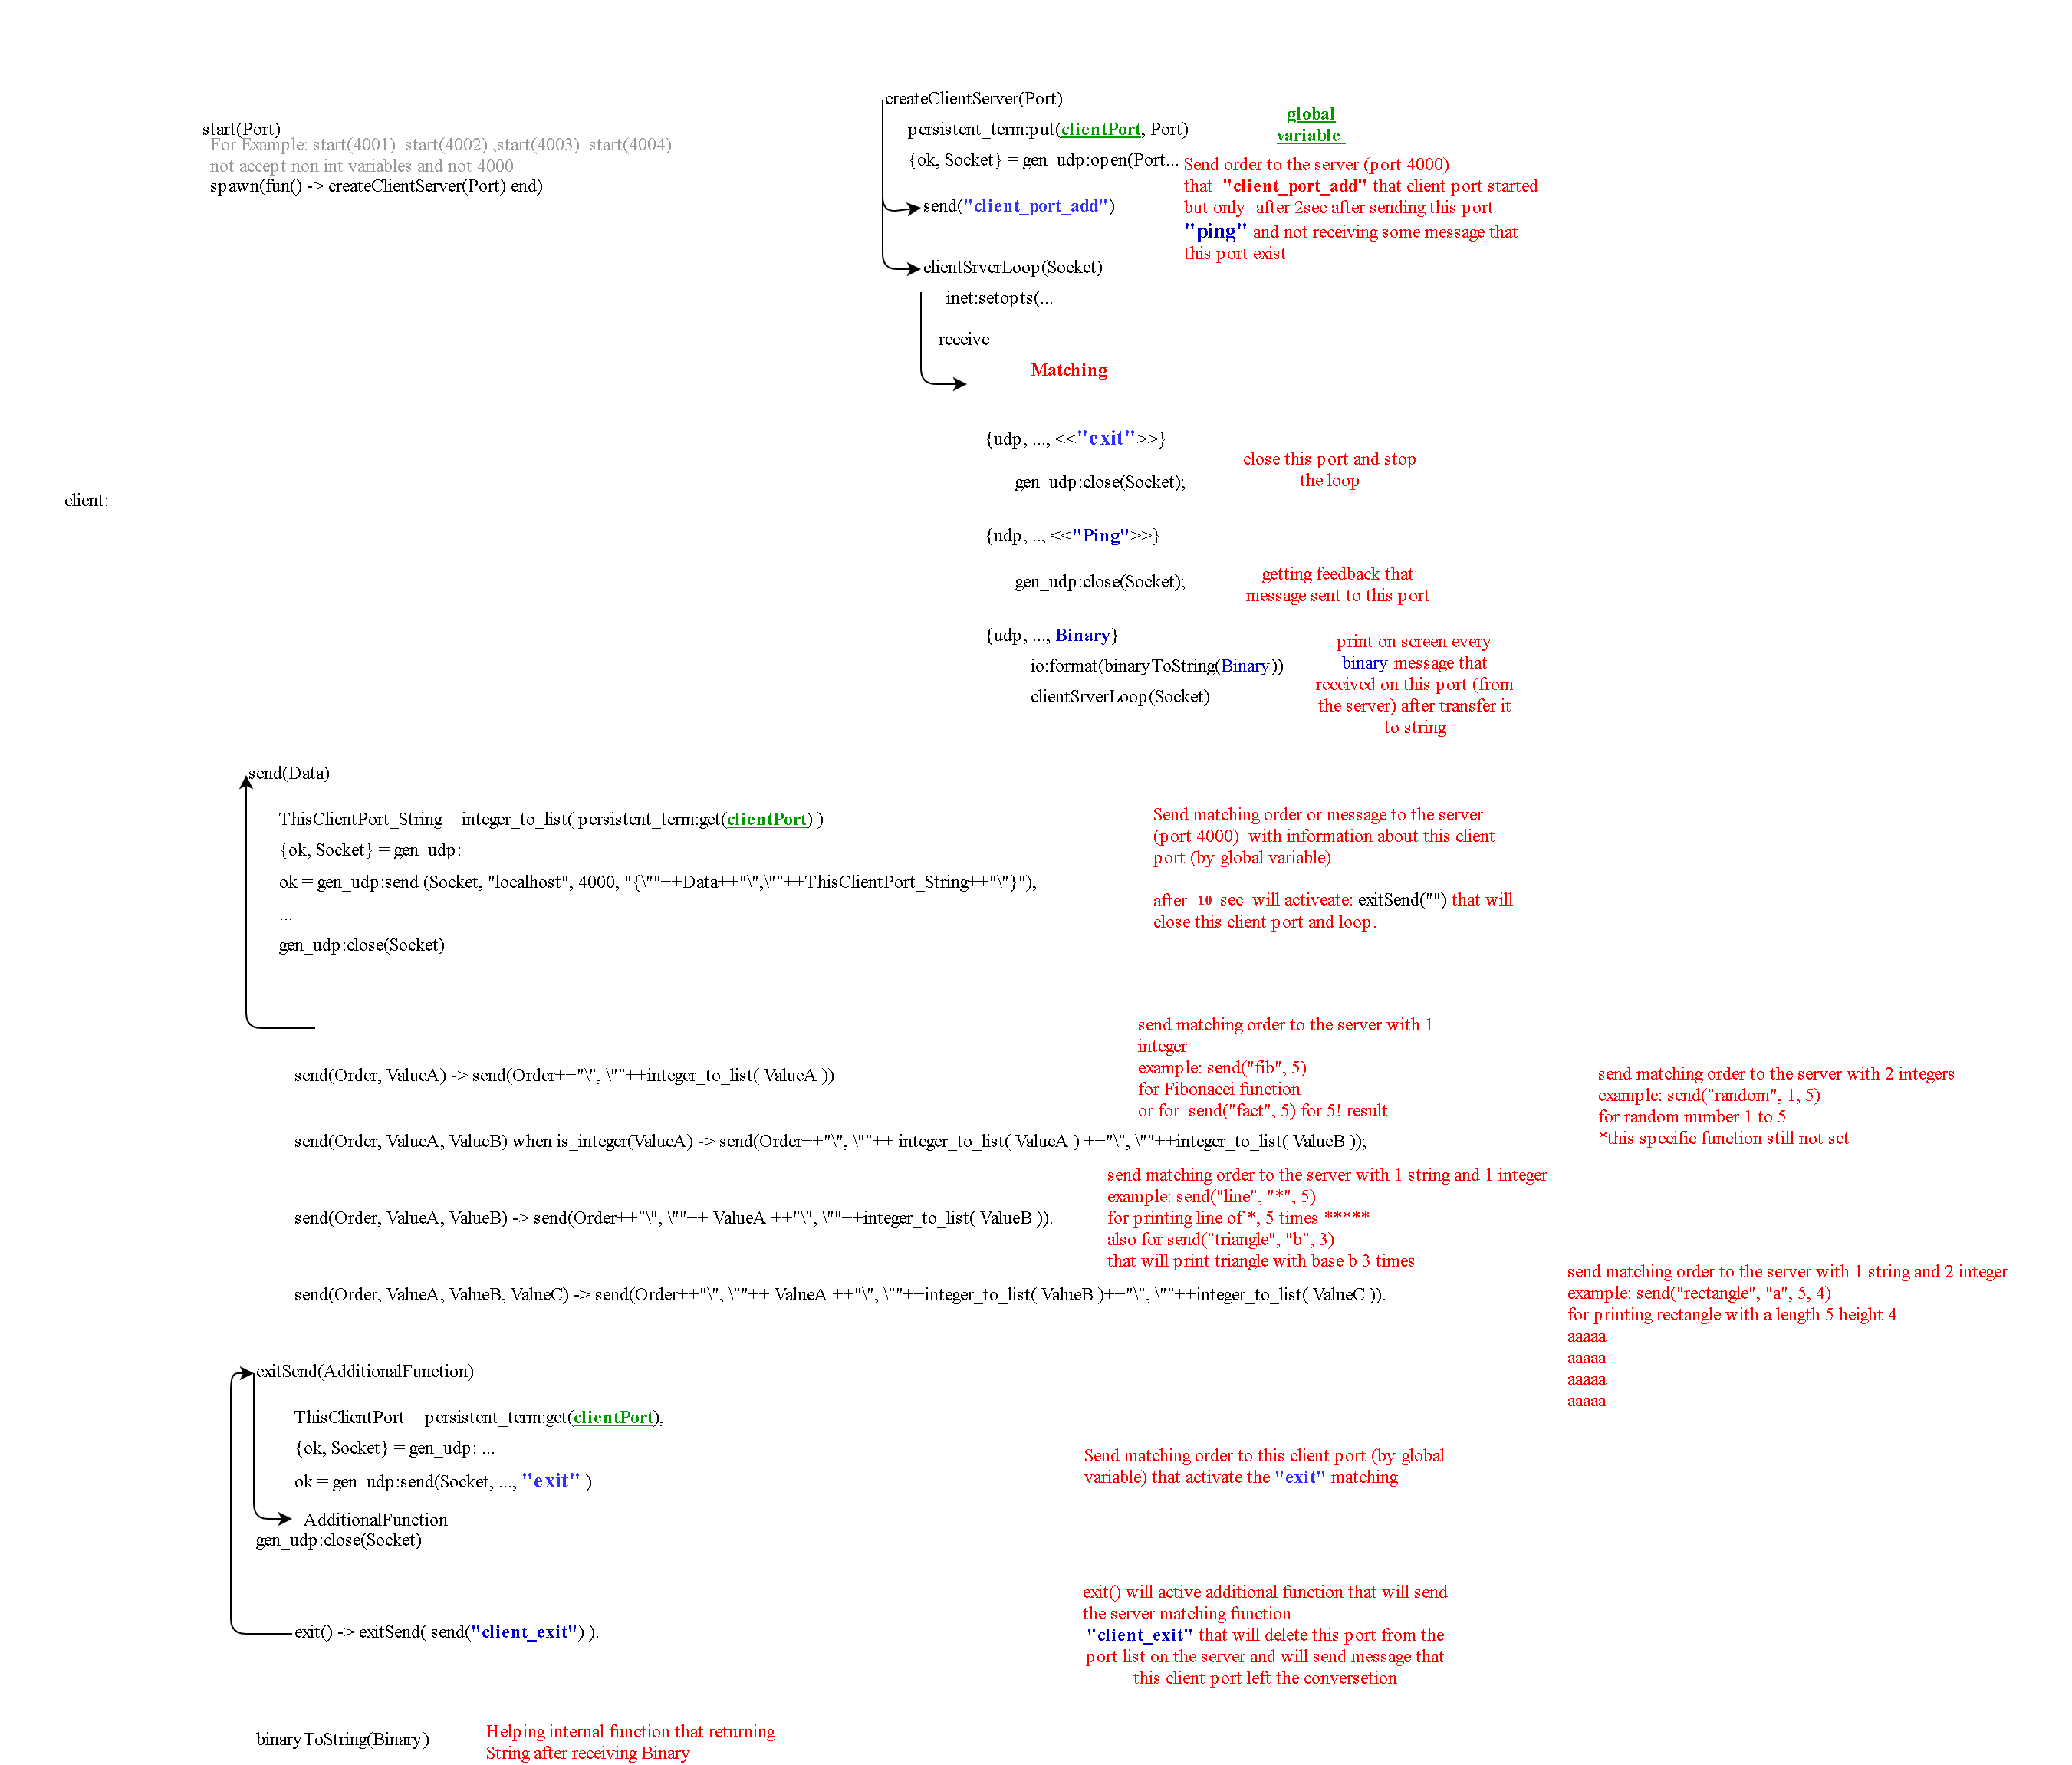 createClientServer(Port)
persistent_term:put(clientPort, Port)
{ok, Socket} = gen_udp:open(Port...
send("client_port_add")
clientSrverLoop(Socket)
inet:setopts(...
receive
Matching
global
variable
Send order to the server (port 4000)
that "client_port_add" that client port started
but only after 2sec after sending this port
"ping" and not receiving some message that
this port exist
start(Port)
For Example: start(4001) start(4002) ,start(4003) start(4004)
not accept non int variables and not 4000
spawn(fun() -> createClientServer(Port) end)
{udp, ..., <<"exit">>}
gen_udp:close(Socket);
close this port and stop
the loop
client:
{udp, .., <<"Ping">>}
gen_udp:close(Socket);
getting feedback that
message sent to this port
{udp, ..., Binary}
io:format(binaryToString(Binary))
clientSrverLoop(Socket)
print on screen every
binary message that
received on this port (from
the server) after transfer it
to string
send(Data)
ThisClientPort_String = integer_to_list( persistent_term:get(clientPort) )
{ok, Socket} = gen_udp:
ok = gen_udp:send (Socket, "localhost", 4000, "{\""++Data++"\",\""++ThisClientPort_String++"\"}"),
...
gen_udp:close(Socket)
Send matching order or message to the server
(port 4000) with information about this client
port (by global variable)
after 10 sec will activeate: exitSend("") that will
close this client port and loop.
send(Order, ValueA) -> send(Order++"\", \""++integer_to_list( ValueA ))
send matching order to the server with 1
integer
example: send("fib", 5)
for Fibonacci function
or for send("fact", 5) for 5! result
send(Order, ValueA, ValueB) when is_integer(ValueA) -> send(Order++"\", \""++ integer_to_list( ValueA ) ++"\", \""++integer_to_list( ValueB ));
send matching order to the server with 2 integers
example: send("random", 1, 5)
for random number 1 to 5
*this specific function still not set
send(Order, ValueA, ValueB) -> send(Order++"\", \""++ ValueA ++"\", \""++integer_to_list( ValueB )).
send matching order to the server with 1 string and 1 integer
example: send("line", "*", 5)
for printing line of *, 5 times *****
also for send("triangle", "b", 3)
that will print triangle with base b 3 times
send(Order, ValueA, ValueB, ValueC) -> send(Order++"\", \""++ ValueA ++"\", \""++integer_to_list( ValueB )++"\", \""++integer_to_list( ValueC )).
send matching order to the server with 1 string and 2 integer
example: send("rectangle", "a", 5, 4)
for printing rectangle with a length 5 height 4
aaaaa
aaaaa
aaaaa
aaaaa
exitSend(AdditionalFunction)
ThisClientPort = persistent_term:get(clientPort),
{ok, Socket} = gen_udp: ...
ok = gen_udp:send(Socket, ..., "exit" )
AdditionalFunction
gen_udp:close(Socket)
Send matching order to this client port (by global
variable) that activate the "exit" matching
exit() -> exitSend( send("client_exit") ).
exit() will active additional function that will send
the server matching function
"client_exit" that will delete this port from the
port list on the server and will send message that
this client port left the conversetion
binaryToString(Binary)
Helping internal function that returning
String after receiving Binary